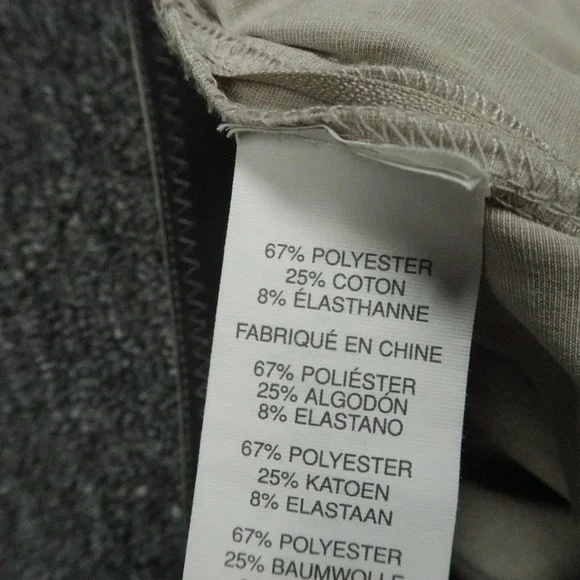 67% POLYESTER
25% COTON
8% ÉLASTHANNE
FABRIQUÉ EN CHINE
67% POLIÉSTER
25% ALGODÓN
8% ELASTANO
67% POLYESTER
25% KATOEN
8% ELASTAAN
67% POLYESTER
25% BAUMWOLLE